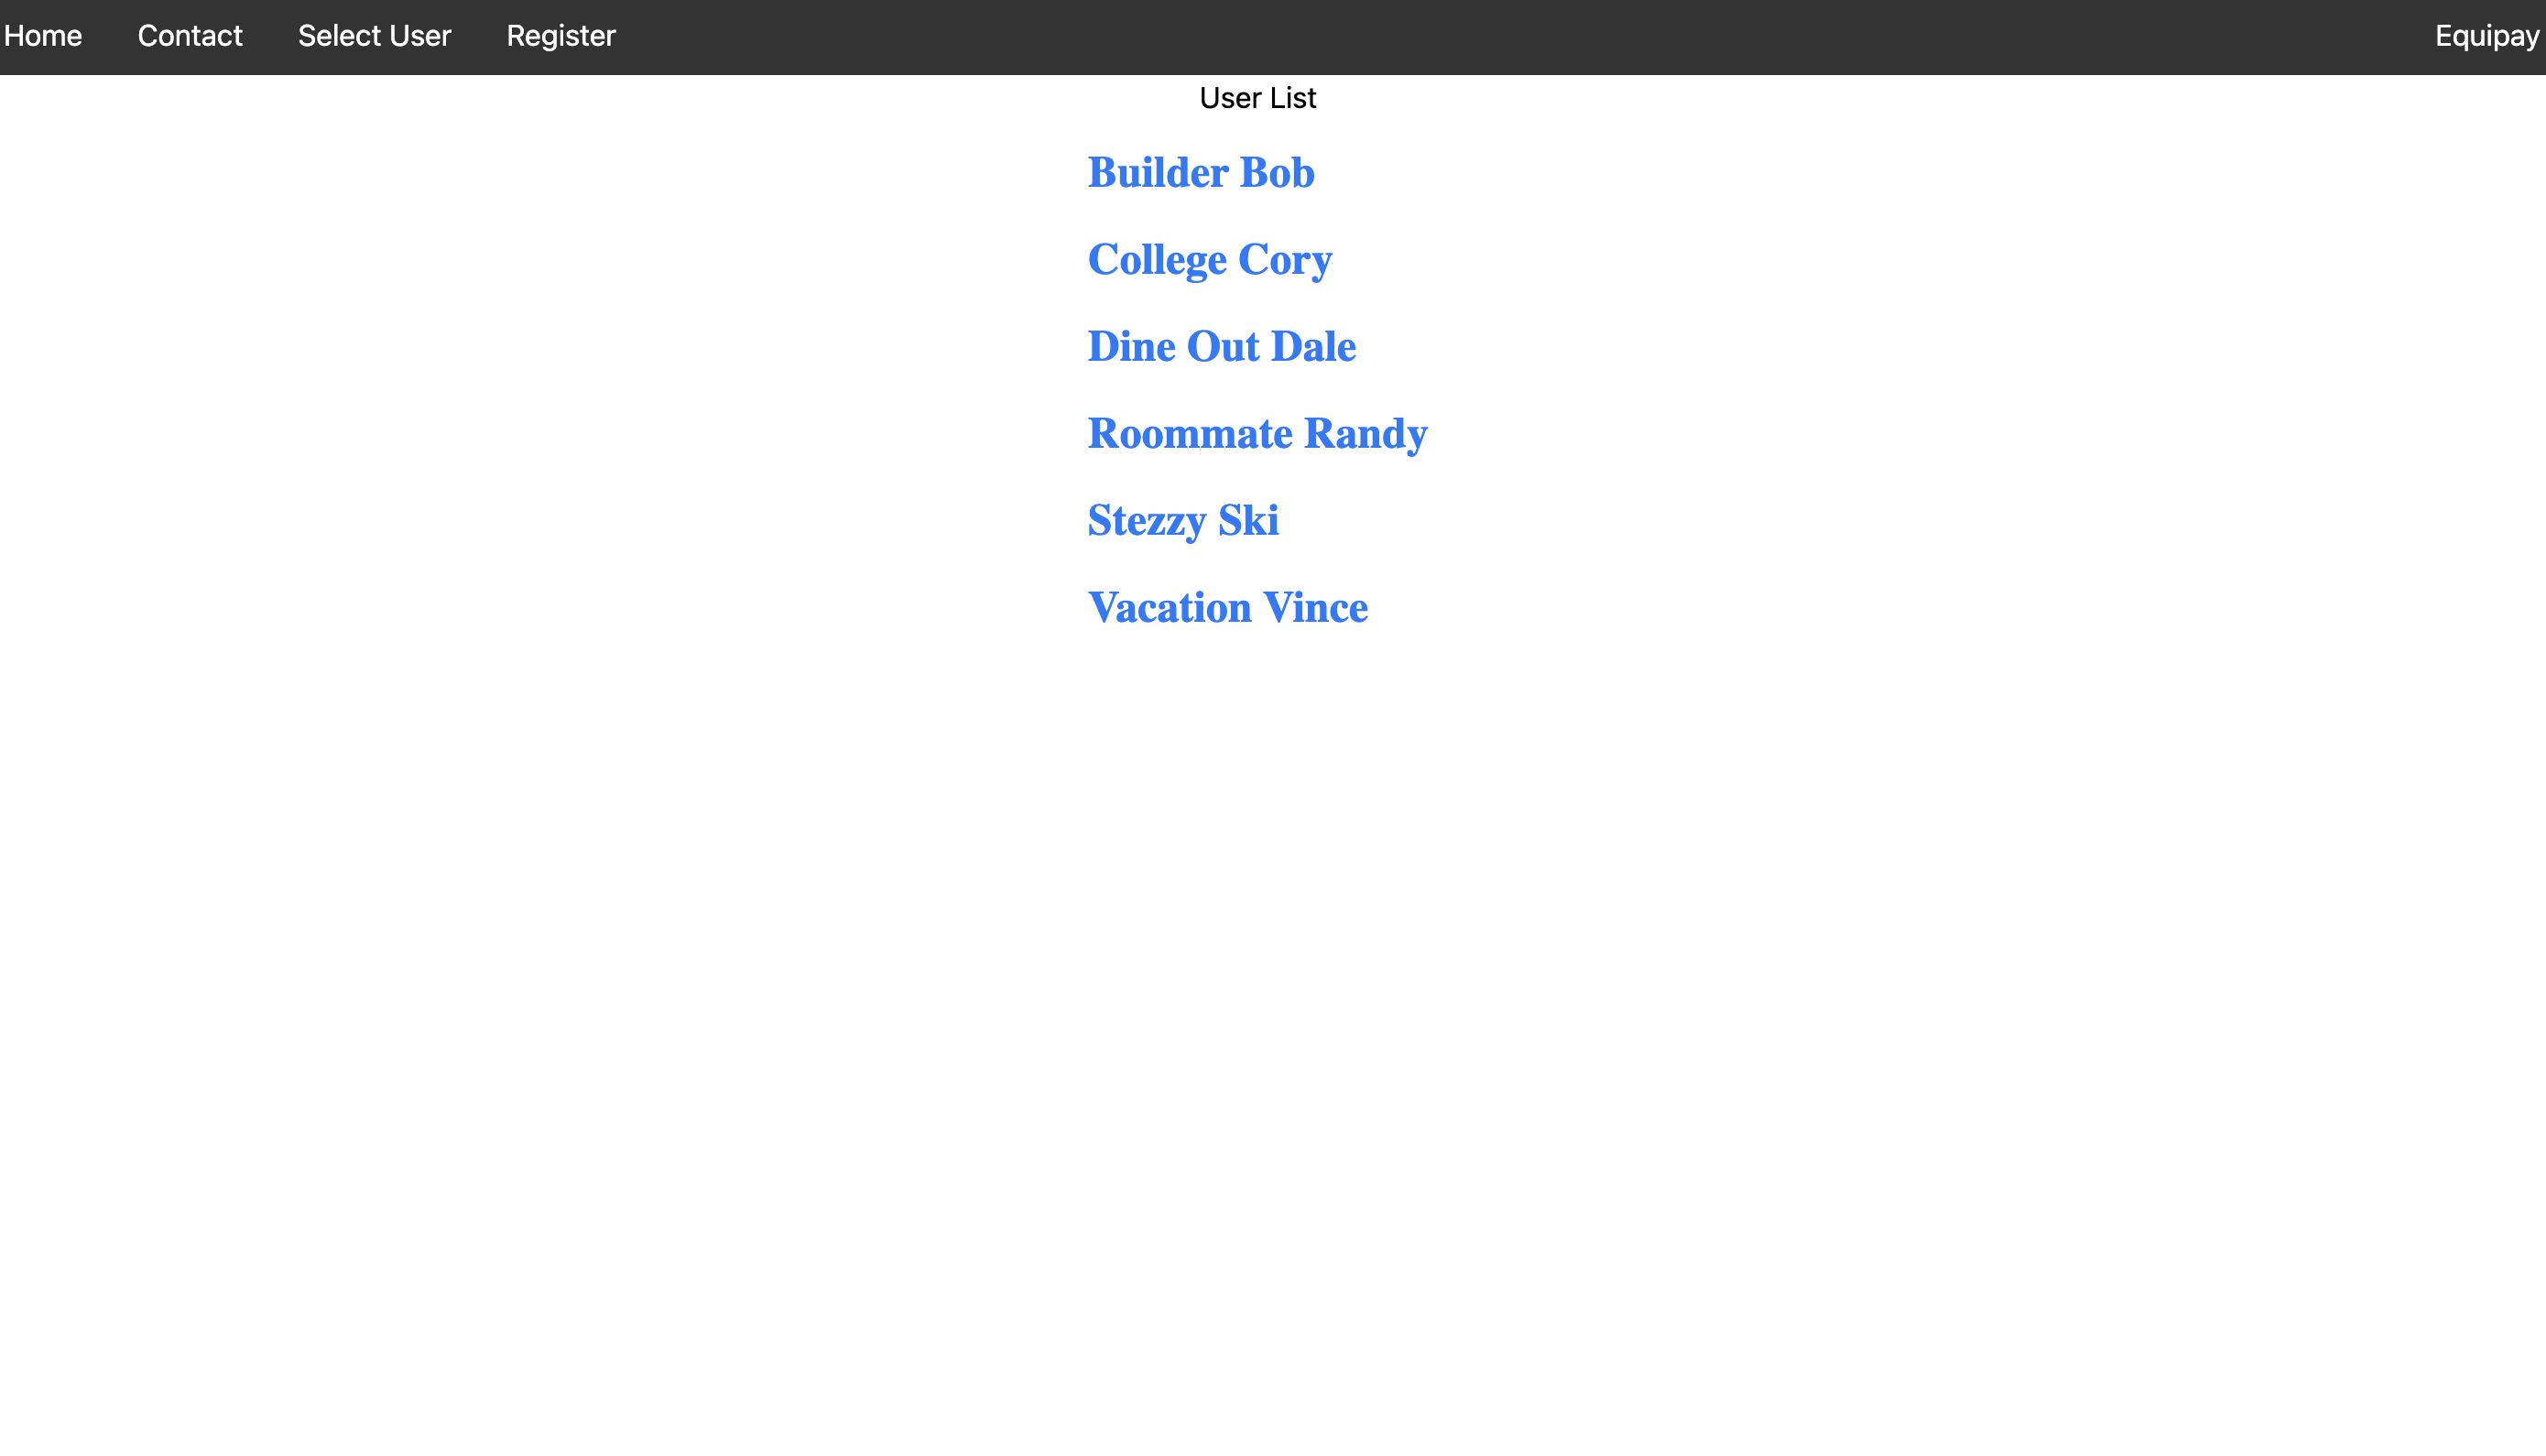 Home Contact Select User Register Equipay
User List
Builder Bob
College Cory
Dine Out Dale
Roommate Randy
Stezzy Ski
Vacation Vince